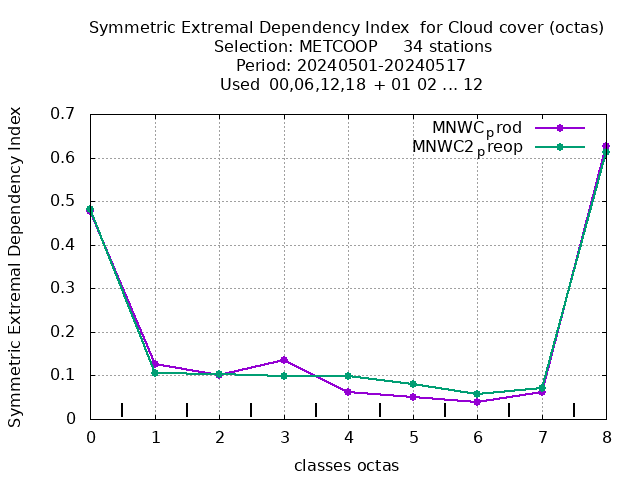 Symmetric Extremal Dependency Index  for Cloud cover (octas)
Selection: METCOOP     34 stations
Period: 20240501-20240517
Used  00,06,12,18  + 01 02 ... 12
MNWCprod
MNWC2preop
Symmetric Extremal Dependency Index
0.7
0.6
0.5
0.4
0.3
0.2
0.1
0
0 1 2 3 4 5 6 7 8
classes octas